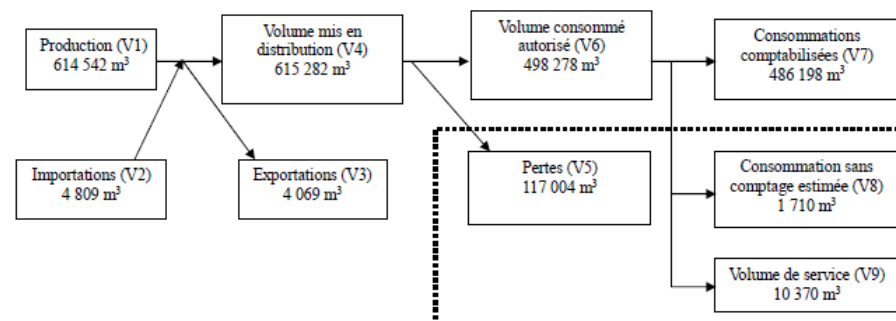 Production (V1)
614 542 m³
Volume mis en
distribution (V4)
615 282 m³
Volume consommé
autorisé (V6)
498 278 m³
Consommations
comptabilisées (V7)
486 198 m³
Importations (V2)
4 809 m³
Exportations (V3)
4 069 m³
Pertes (V5)
117 004 m³
Consommation sans
comptage estimée (V8)
1 710 m³
Volume de service (V9)
10 370 m³